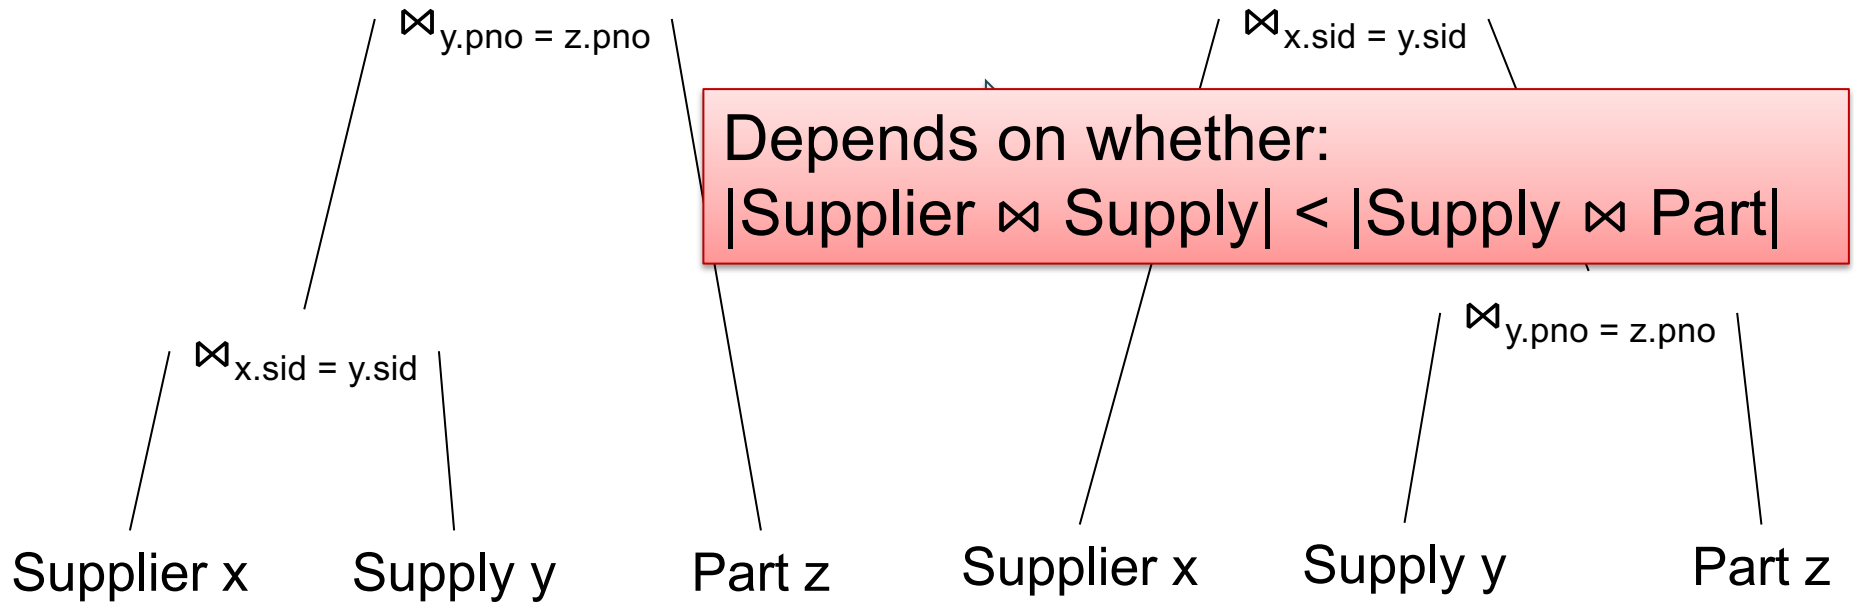 ⋈y.pno = z.pno
⋈x.sid = y.sid
Depends on whether:
|Supplier ⋈ Supply| < |Supply ⋈ Part|
⋈x.sid = y.sid
⋈y.pno = z.pno
Supplier x
Supply y
Part z
Supplier x
Supply y
Part z